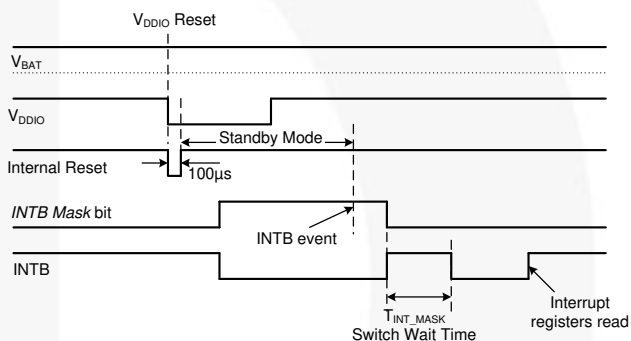 VDDIO Reset
VBAT
VDDIO
Standby Mode
Internal Reset
100µs
INTB Mask bit
INTB event
INTB
TINT_MASK
Switch Wait Time
Interrupt
registers read